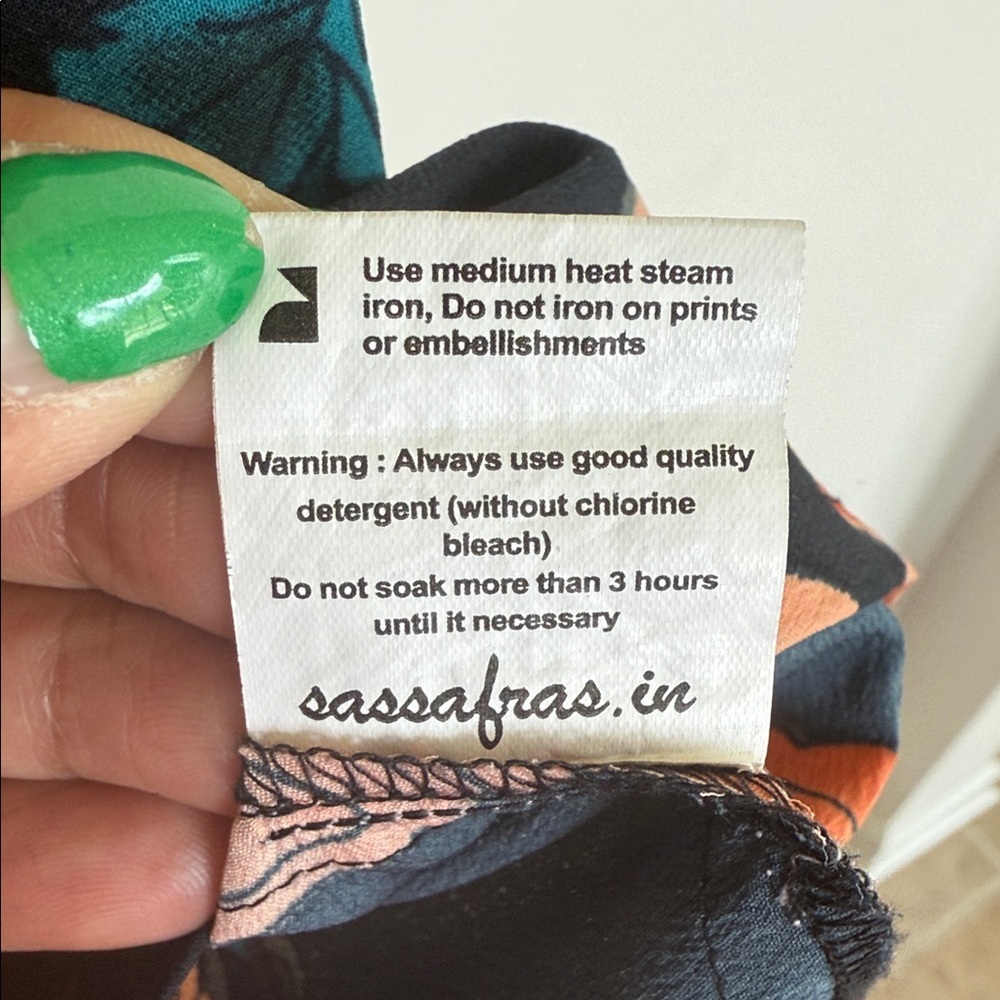 Use medium heat steam
iron, Do not iron on prints
or embellishments
Warning : Always use good quality
detergent (without chlorine
bleach)
Do not soak more than 3 hours
until it necessary
sassafras.in